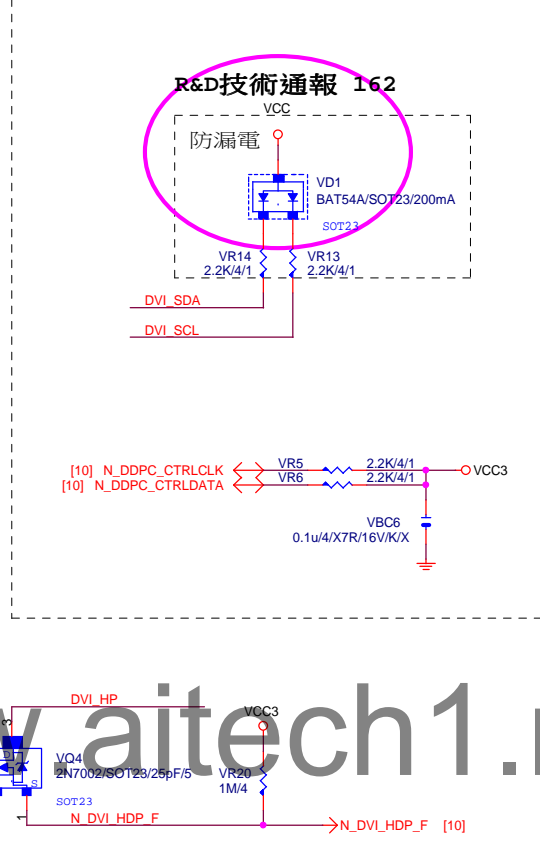 R&D技術通報 162
VCC
防漏電
VD1
BAT54A/SOT23/200mA
SOT23
VR14
2.2K/4/1
VR13
2.2K/4/1
DVI_SDA
DVI_SCL
[10] N_DDPC_CTRLCLK
VR5
2.2K/4/1
VCC3
[10] N_DDPC_CTRLDATA
VR6
2.2K/4/1
VBC6
0.1u/4/X7R/16V/K/X
DVI_HP
VCC3
.aitech1.
3
VQ4
2N7002/SOT23/25pF/5
D
S
SOT23
VR20
1M/4
1
N_DVI_HDP_F
N_DVI_HDP_F [10]